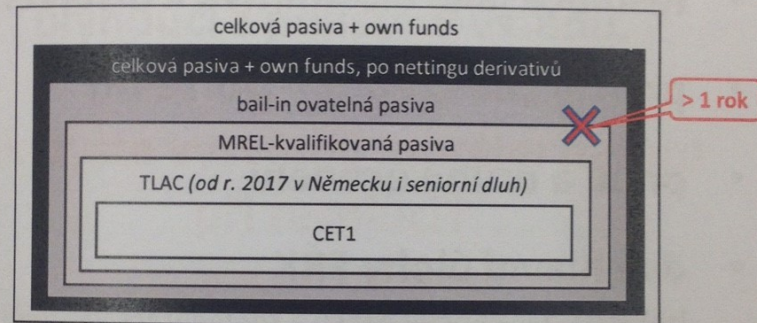 celková pasiva + own funds
celková pasiva + own funds, po nettingu derivativů
bail-in ovatelná pasiva
> 1 rok
MREL-kvalifikovaná pasiva
TLAC (od r. 2017 v Německu i seniorní dluh)
CET1